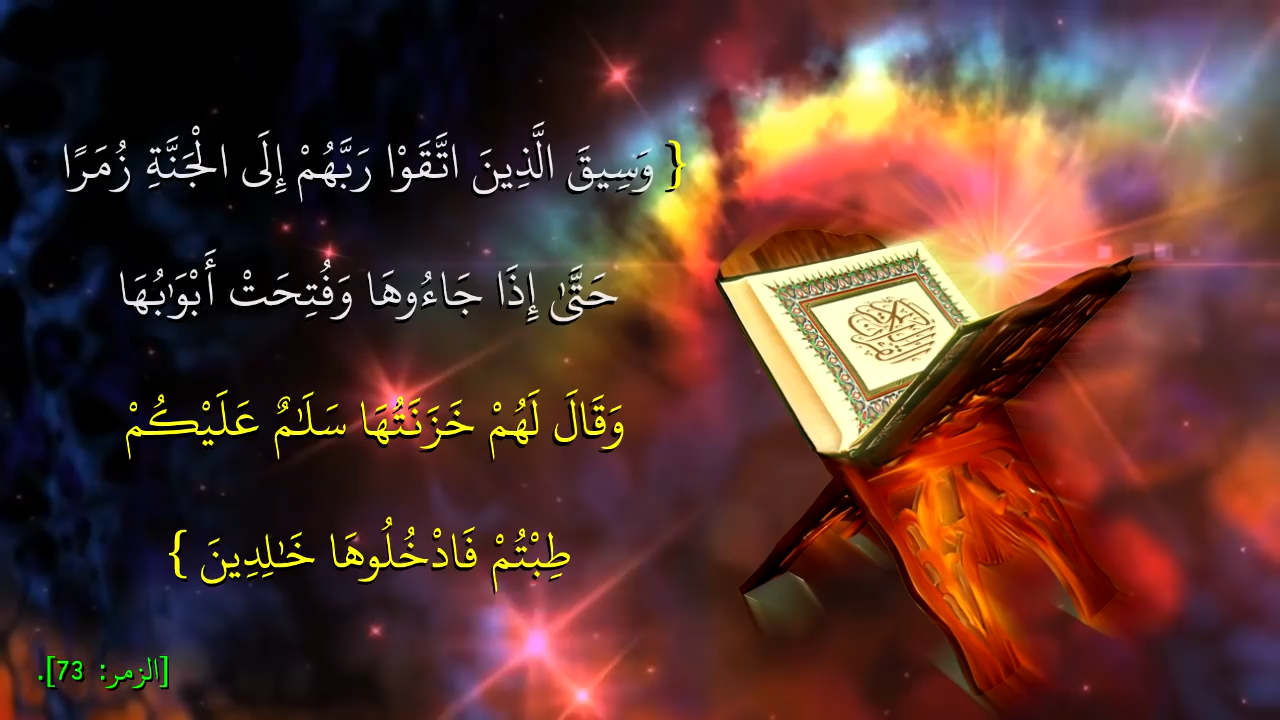 { وَسِيقَ الَّذِينَ اتَّقَوْا رَبَّهُمْ إِلَى الْجَنَّةِ زُمَرًا
حَتَّىٰ إِذَا جَاءُوهَا وَفُتِحَتْ أَبْوَٰبُهَا
وَقَالَ لَهُمْ خَزَنَتُهَا سَلَٰمٌ عَلَيْكُمْ
طِبْتُمْ فَادْخُلُوهَا خَٰلِدِينَ }
[الزمر: 73].